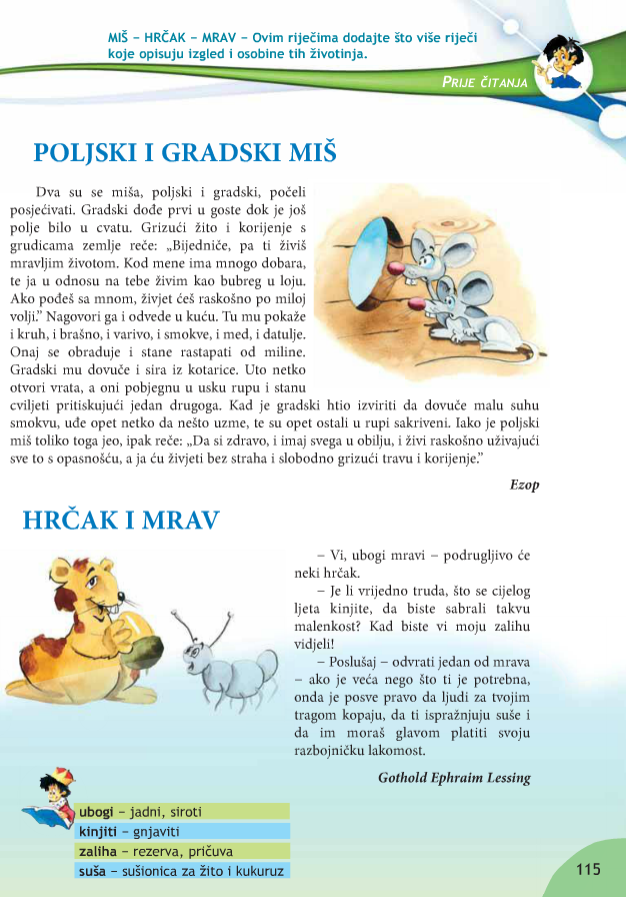 MIŠ – HRČAK – MRAV – Ovim riječima dodajte što više riječi
koje opisuju izgled i osobine tih životinja.
PRIJE ČITANJA
POLJSKI I GRADSKI MIŠ
Dva su se miša, poljski i gradski, počeli
posjećivati. Gradski dođe prvi u goste dok je još
polje bilo u cvatu. Grizući žito i korijenje s
grudicama zemlje reče: „Bijedniče, pa ti živiš
mravljim životom. Kod mene ima mnogo dobara,
te ja u odnosu na tebe živim kao bubreg u loju.
Ako pođeš sa mnom, živjet ćeš raskošno po miloj
volji.” Nagovori ga i odvede u kuću. Tu mu pokaže
i kruh, i brašno, i varivo, i smokve, i med, i datulje.
Onaj se obraduje i stane rastapati od miline.
Gradski mu dovuče i sira iz kotarice. Uto netko
otvori vrata, a oni pobjegnu u usku rupu i stanu
cviljeti pritiskujući jedan drugoga. Kad je gradski htio izviriti da dovuče malu suhu
smokvu, uđe opet netko da nešto uzme, te su opet ostali u rupi sakriveni. Iako je poljski
miš toliko toga jeo, ipak reče: „Da si zdravo, i imaj svega u obilju, i živi raskošno uživajući
sve to s opasnošću, a ja ću živjeti bez straha i slobodno grizući travu i korijenje.”
Ezop
HRČAK I MRAV
– Vi, ubogi mravi – podrugljivo će
neki hrčak.
– Je li vrijedno truda, što se cijelog
ljeta kinjite, da biste sabrali takvu
malenkost? Kad biste vi moju zalihu
vidjeli!
– Poslušaj – odvrati jedan od mrava
– ako je veća nego što ti je potrebna,
onda je posve pravo da ljudi za tvojim
tragom kopaju, da ti ispražnjuju suše i
da im moraš glavom platiti svoju
razbojničku lakomost.
Gothold Ephraim Lessing
ubogi – jadni, siroti
kinjiti – gnjaviti
zaliha – rezerva, pričuva
suša – sušionica za žito i kukuruz
115